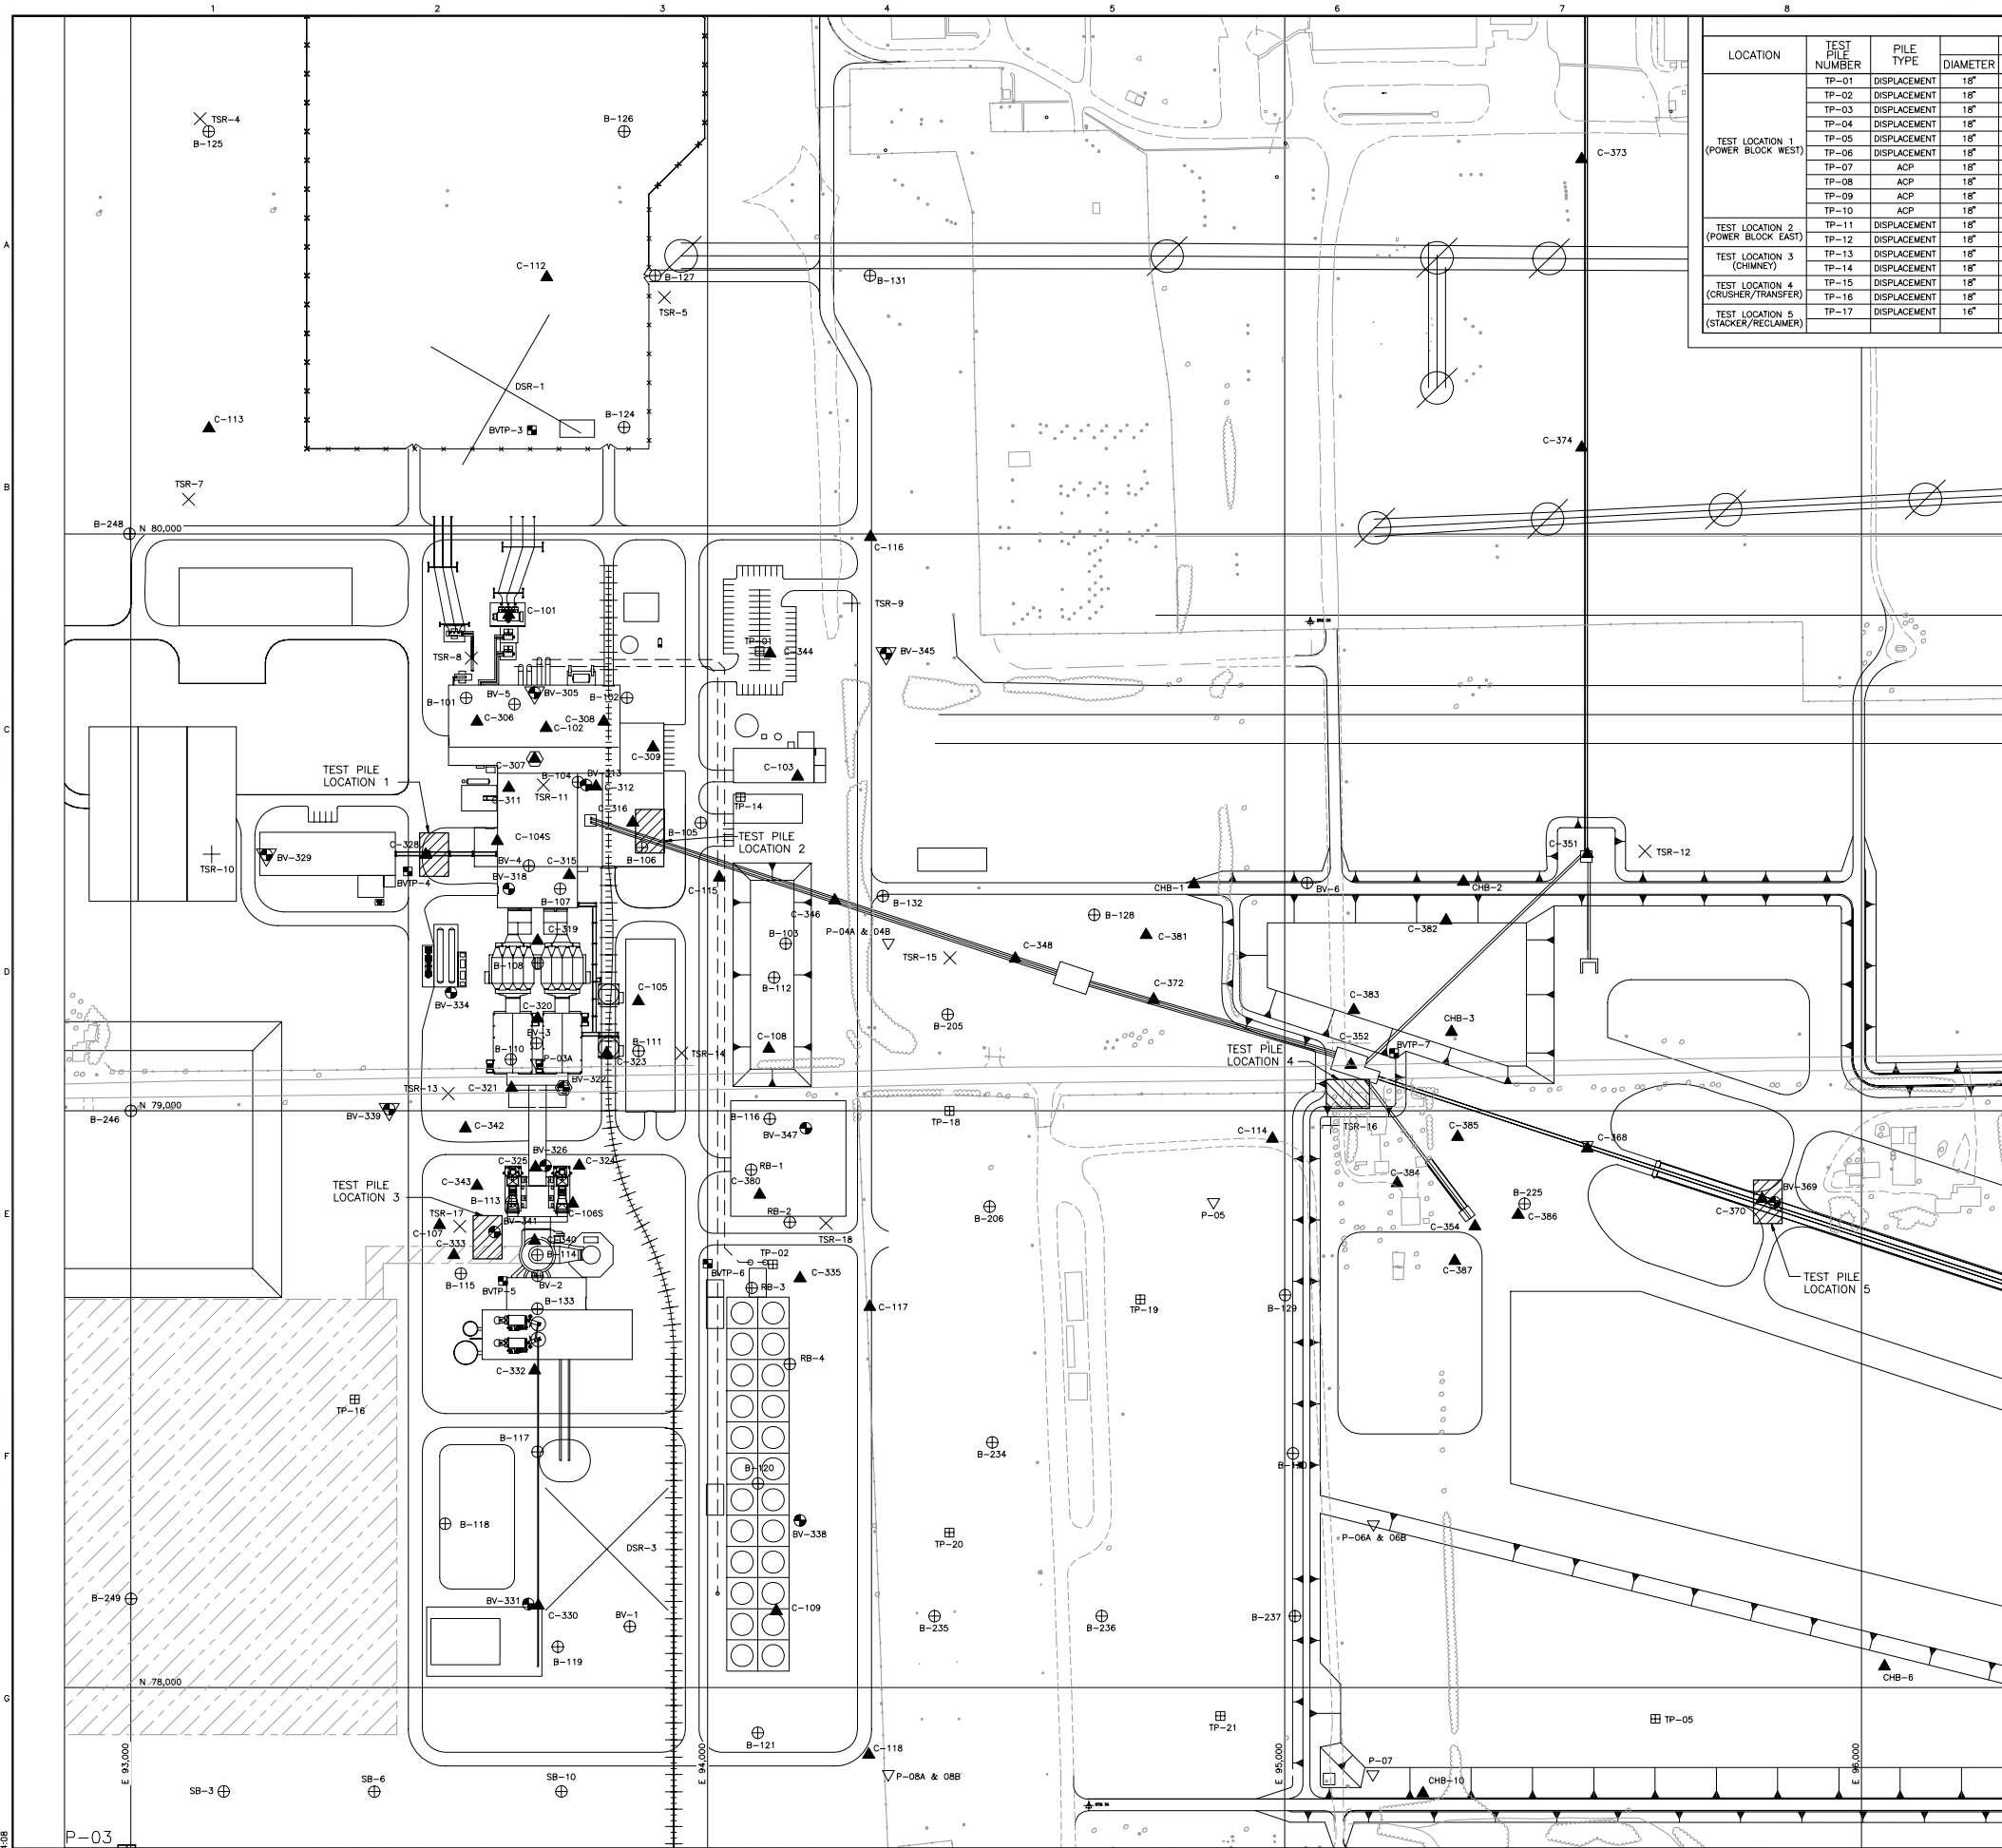 1 2 3 4 5 6 7 8
LOCATION
TEST PILE NUMBER
PILE TYPE
DIAMETER
TEST LOCATION 1
(POWER BLOCK WEST)
TP-01 DISPLACEMENT 18"
TP-02 DISPLACEMENT 18"
TP-03 DISPLACEMENT 18"
TP-04 DISPLACEMENT 18"
TP-05 DISPLACEMENT 18"
TP-06 DISPLACEMENT 18"
TP-07 ACP 18"
TP-08 ACP 18"
TP-09 ACP 18"
TP-10 ACP 18"
TEST LOCATION 2
(POWER BLOCK EAST)
TP-11 DISPLACEMENT 18"
TP-12 DISPLACEMENT 18"
TEST LOCATION 3
(CHIMNEY)
TP-13 DISPLACEMENT 18"
TP-14 DISPLACEMENT 18"
TEST LOCATION 4
(CRUSHER/TRANSFER)
TP-15 DISPLACEMENT 18"
TP-16 DISPLACEMENT 18"
TEST LOCATION 5
(STACKER/RECLAIMER)
TP-17 DISPLACEMENT 16"
TSR-4
B-125
B-126
C-373
A
C-112
B-127
B-131
TSR-5
DSR-1
C-113
BVTP-3
B-124
C-374
B
TSR-7
B-248
N 80,000
C-116
C-101
TSR-9
TP-01
C-344
TSR-8
BV-345
B-101
BV-5
BV-305
B-102
C-306
C-102
C-308
C
C-309
C-307
C-103
TEST PILE
LOCATION 1
B-104
BV-313
C-312
C-311
TSR-11
TP-14
C-316
B-105
TEST PILE
LOCATION 2
C-104S
C-328
B-106
C-351
TSR-12
BV-329
TSR-10
BVTP-4
BV-4
C-315
BV-318
B-107
C-115
CHB-1
BV-6
CHB-2
B-132
C-346
B-128
C-382
C-319
B-103
P-04A & 04B
C-381
C-348
TSR-15
D
B-108
B-112
BV-334
C-105
C-372
C-383
C-320
B-205
CHB-3
BV-3
C-352
B-110
P-03A
B-111
TSR-14
C-108
C-323
TEST PILE
LOCATION 4
BVTP-7
TSR-13
C-321
BV-322
N 79,000
B-246
BV-339
B-116
BV-347
TP-18
C-114
TSR-16
C-385
C-368
C-342
BV-326
C-325
C-324
RB-1
C-380
TEST PILE
LOCATION 3
C-343
B-113
C-106S
C-384
BV-369
C-370
B-225
C-386
E
B-206
P-05
C-354
RB-2
TSR-18
TSR-17
C-107
BV-341
C-340
C-333
B-114
TP-02
C-387
B-115
BV-2
BVTP-5
BVTP-6
RB-3
C-335
TEST PILE
LOCATION 5
B-133
C-117
TP-19
B-129
C-332
RB-4
TP-16
F
B-117
B-234
B-130
B-120
B-118
BV-338
DSR-3
TP-20
P-06A & 06B
B-249
BV-331
C-330
BV-1
C-109
B-235
B-236
B-237
B-119
CHB-6
N 78,000
G
TP-21
TP-05
B-121
C-118
E 93,000
E 94,000
E 95,000
E 96,000
SB-3
SB-6
SB-10
P-08A & 08B
P-07
CHB-10
P-03